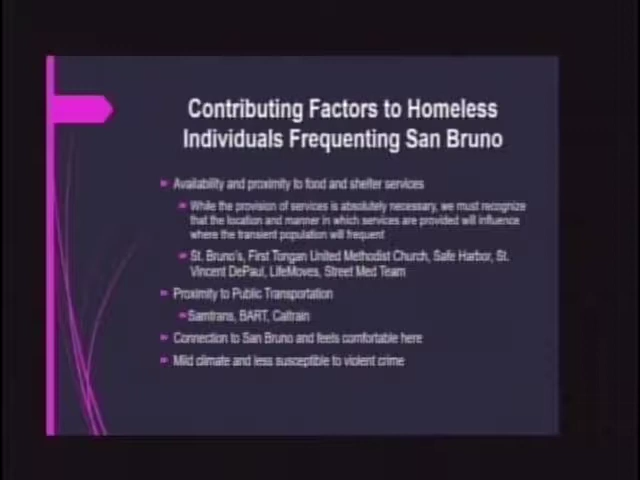 Contributing Factors to Homeless
Individuals Frequenting San Bruno
Availability and proximity to food and shelter services
While the provision of services is absolutely necessary, we must recognize
that the location and manner in which services are provided will influence
where the transient population will frequent
St. Bruno's, First Tongan United Methodist Church, Safe Harbor, St.
Vincent DePaul, LifeMoves, Street Med Team
Proximity to Public Transportation
Samtrans, BART, Caltrain
Connection to San Bruno and feels comfortable here
Mild climate and less susceptible to violent crime